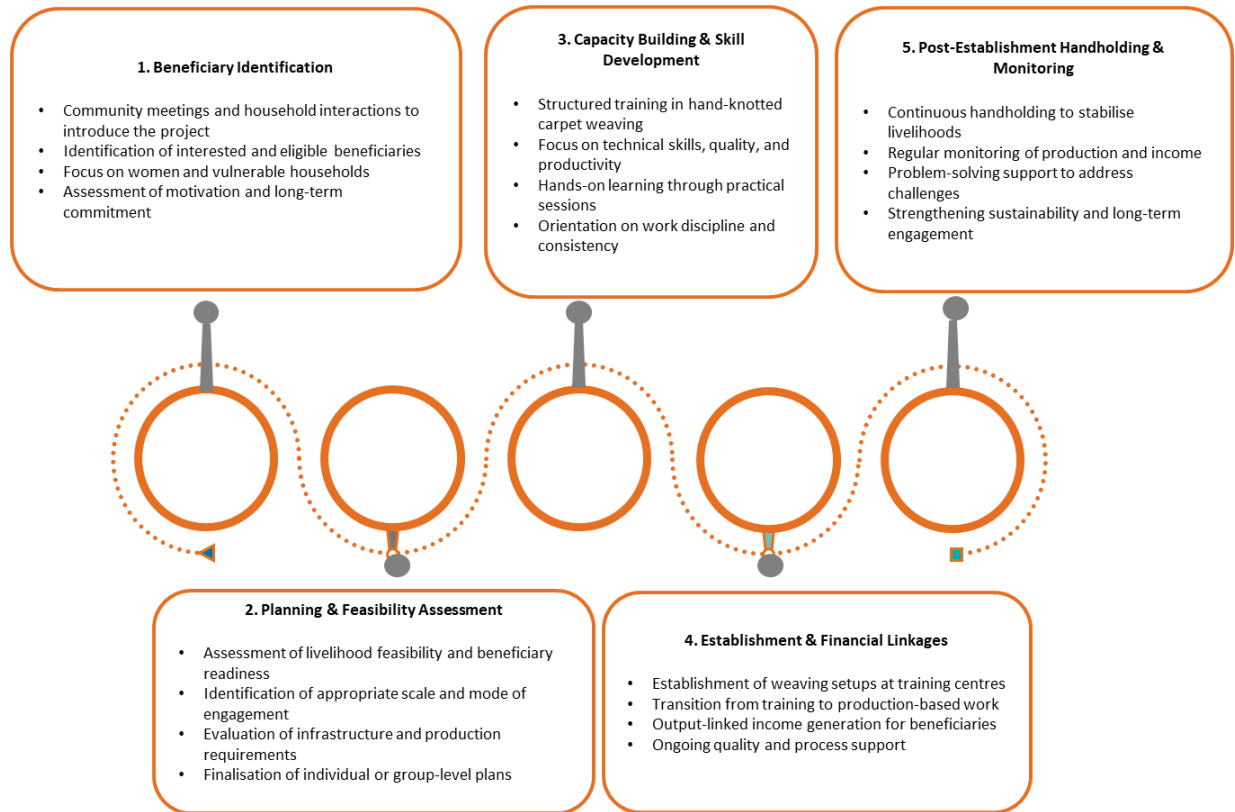 1. Beneficiary Identification
• Community meetings and household interactions to
introduce the project
• Identification of interested and eligible beneficiaries
• Focus on women and vulnerable households
• Assessment of motivation and long-term
commitment
2. Planning & Feasibility Assessment
• Assessment of livelihood feasibility and beneficiary
readiness
• Identification of appropriate scale and mode of
engagement
• Evaluation of infrastructure and production
requirements
• Finalisation of individual or group-level plans
3. Capacity Building & Skill
Development
• Structured training in hand-knotted
carpet weaving
• Focus on technical skills, quality, and
productivity
• Hands-on learning through practical
sessions
• Orientation on work discipline and
consistency
4. Establishment & Financial Linkages
• Establishment of weaving setups at training centres
• Transition from training to production-based work
• Output-linked income generation for beneficiaries
• Ongoing quality and process support
5. Post-Establishment Handholding &
Monitoring
• Continuous handholding to stabilise
livelihoods
• Regular monitoring of production and income
• Problem-solving support to address
challenges
• Strengthening sustainability and long-term
engagement